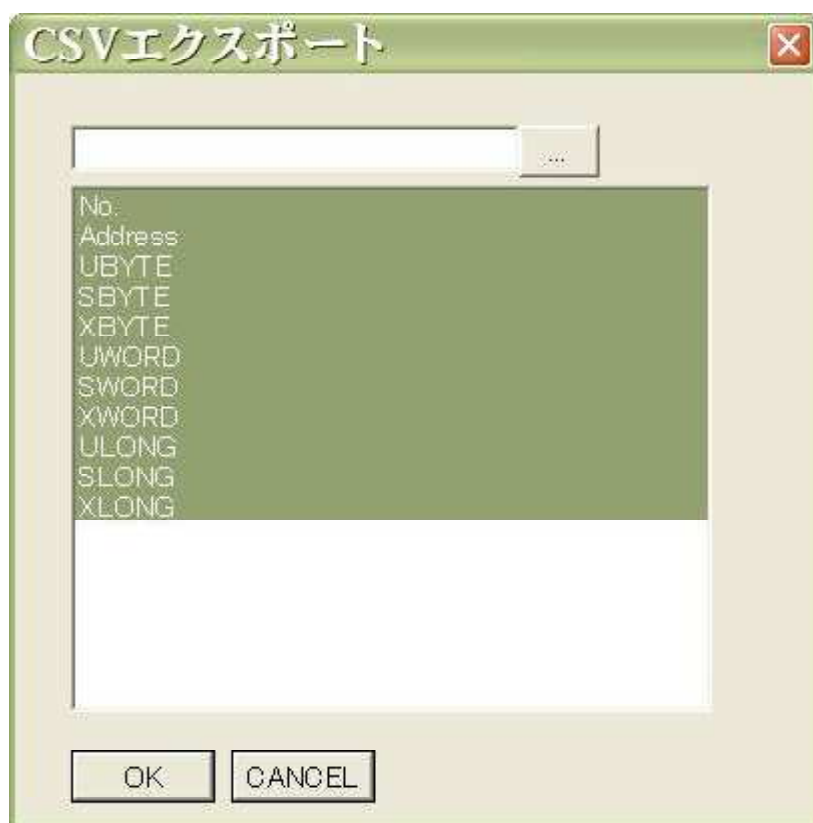 CSVエクスポート
...
No.
Address
UBYTE
SBYTE
XBYTE
UWORD
SWORD
XWORD
ULONG
SLONG
XLONG
OK
CANCEL